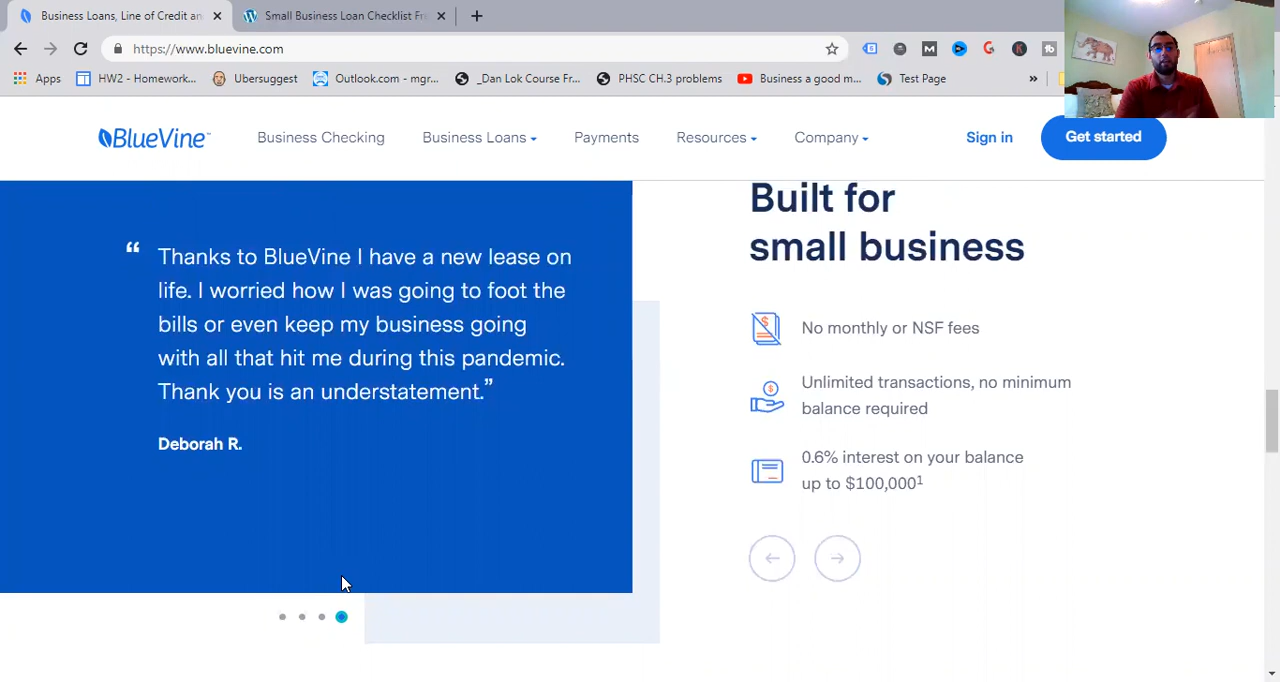 Business Loans, Line of Credit an
Small Business Loan Checklist Fre
https://www.bluevine.com
Apps
HW2 - Homework...
Ubersuggest
Outlook.com - mgr...
_Dan Lok Course Fr...
PHSC CH.3 problems
Business a good m...
Test Page
BlueVine
Business Checking
Business Loans
Payments
Resources
Company
Sign in
Get started
“ Thanks to BlueVine I have a new lease on
life. I worried how I was going to foot the
bills or even keep my business going
with all that hit me during this pandemic.
Thank you is an understatement.”
Deborah R.
Built for
small business
No monthly or NSF fees
Unlimited transactions, no minimum
balance required
0.6% interest on your balance
up to $100,000¹